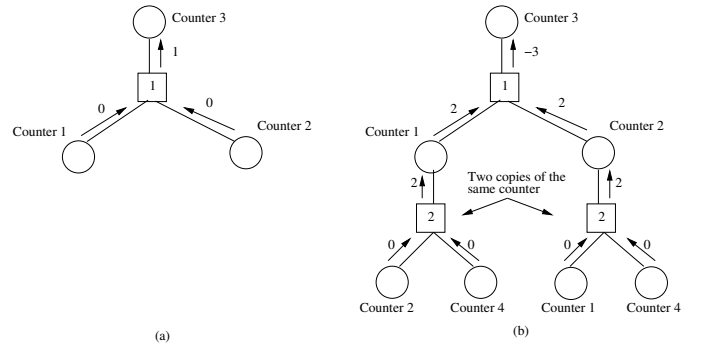 Counter 3
1
1
0
0
Counter 1
Counter 2
(a)
Counter 3
−3
1
2
2
Counter 1
Counter 2
2
Two copies of the
same counter
2
2
2
0
0
0
0
Counter 2
Counter 4
Counter 1
Counter 4
(b)